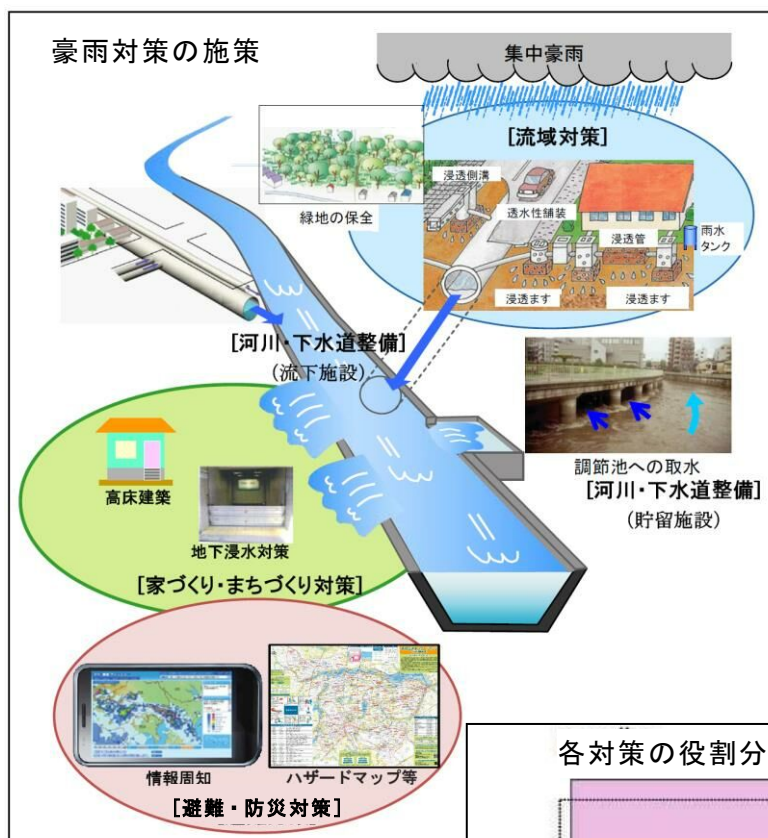 豪雨対策の施策
集中豪雨
[流域対策]
浸透側溝
透水性舗装
緑地の保全
浸透管
雨水
タンク
浸透ます
浸透ます
[河川・下水道整備]
(流下施設)
調節池への取水
[河川・下水道整備]
(貯留施設)
高床建築
地下浸水対策
[家づくり・まちづくり対策]
情報周知
ハザードマップ等
[避難・防災対策]
各対策の役割分